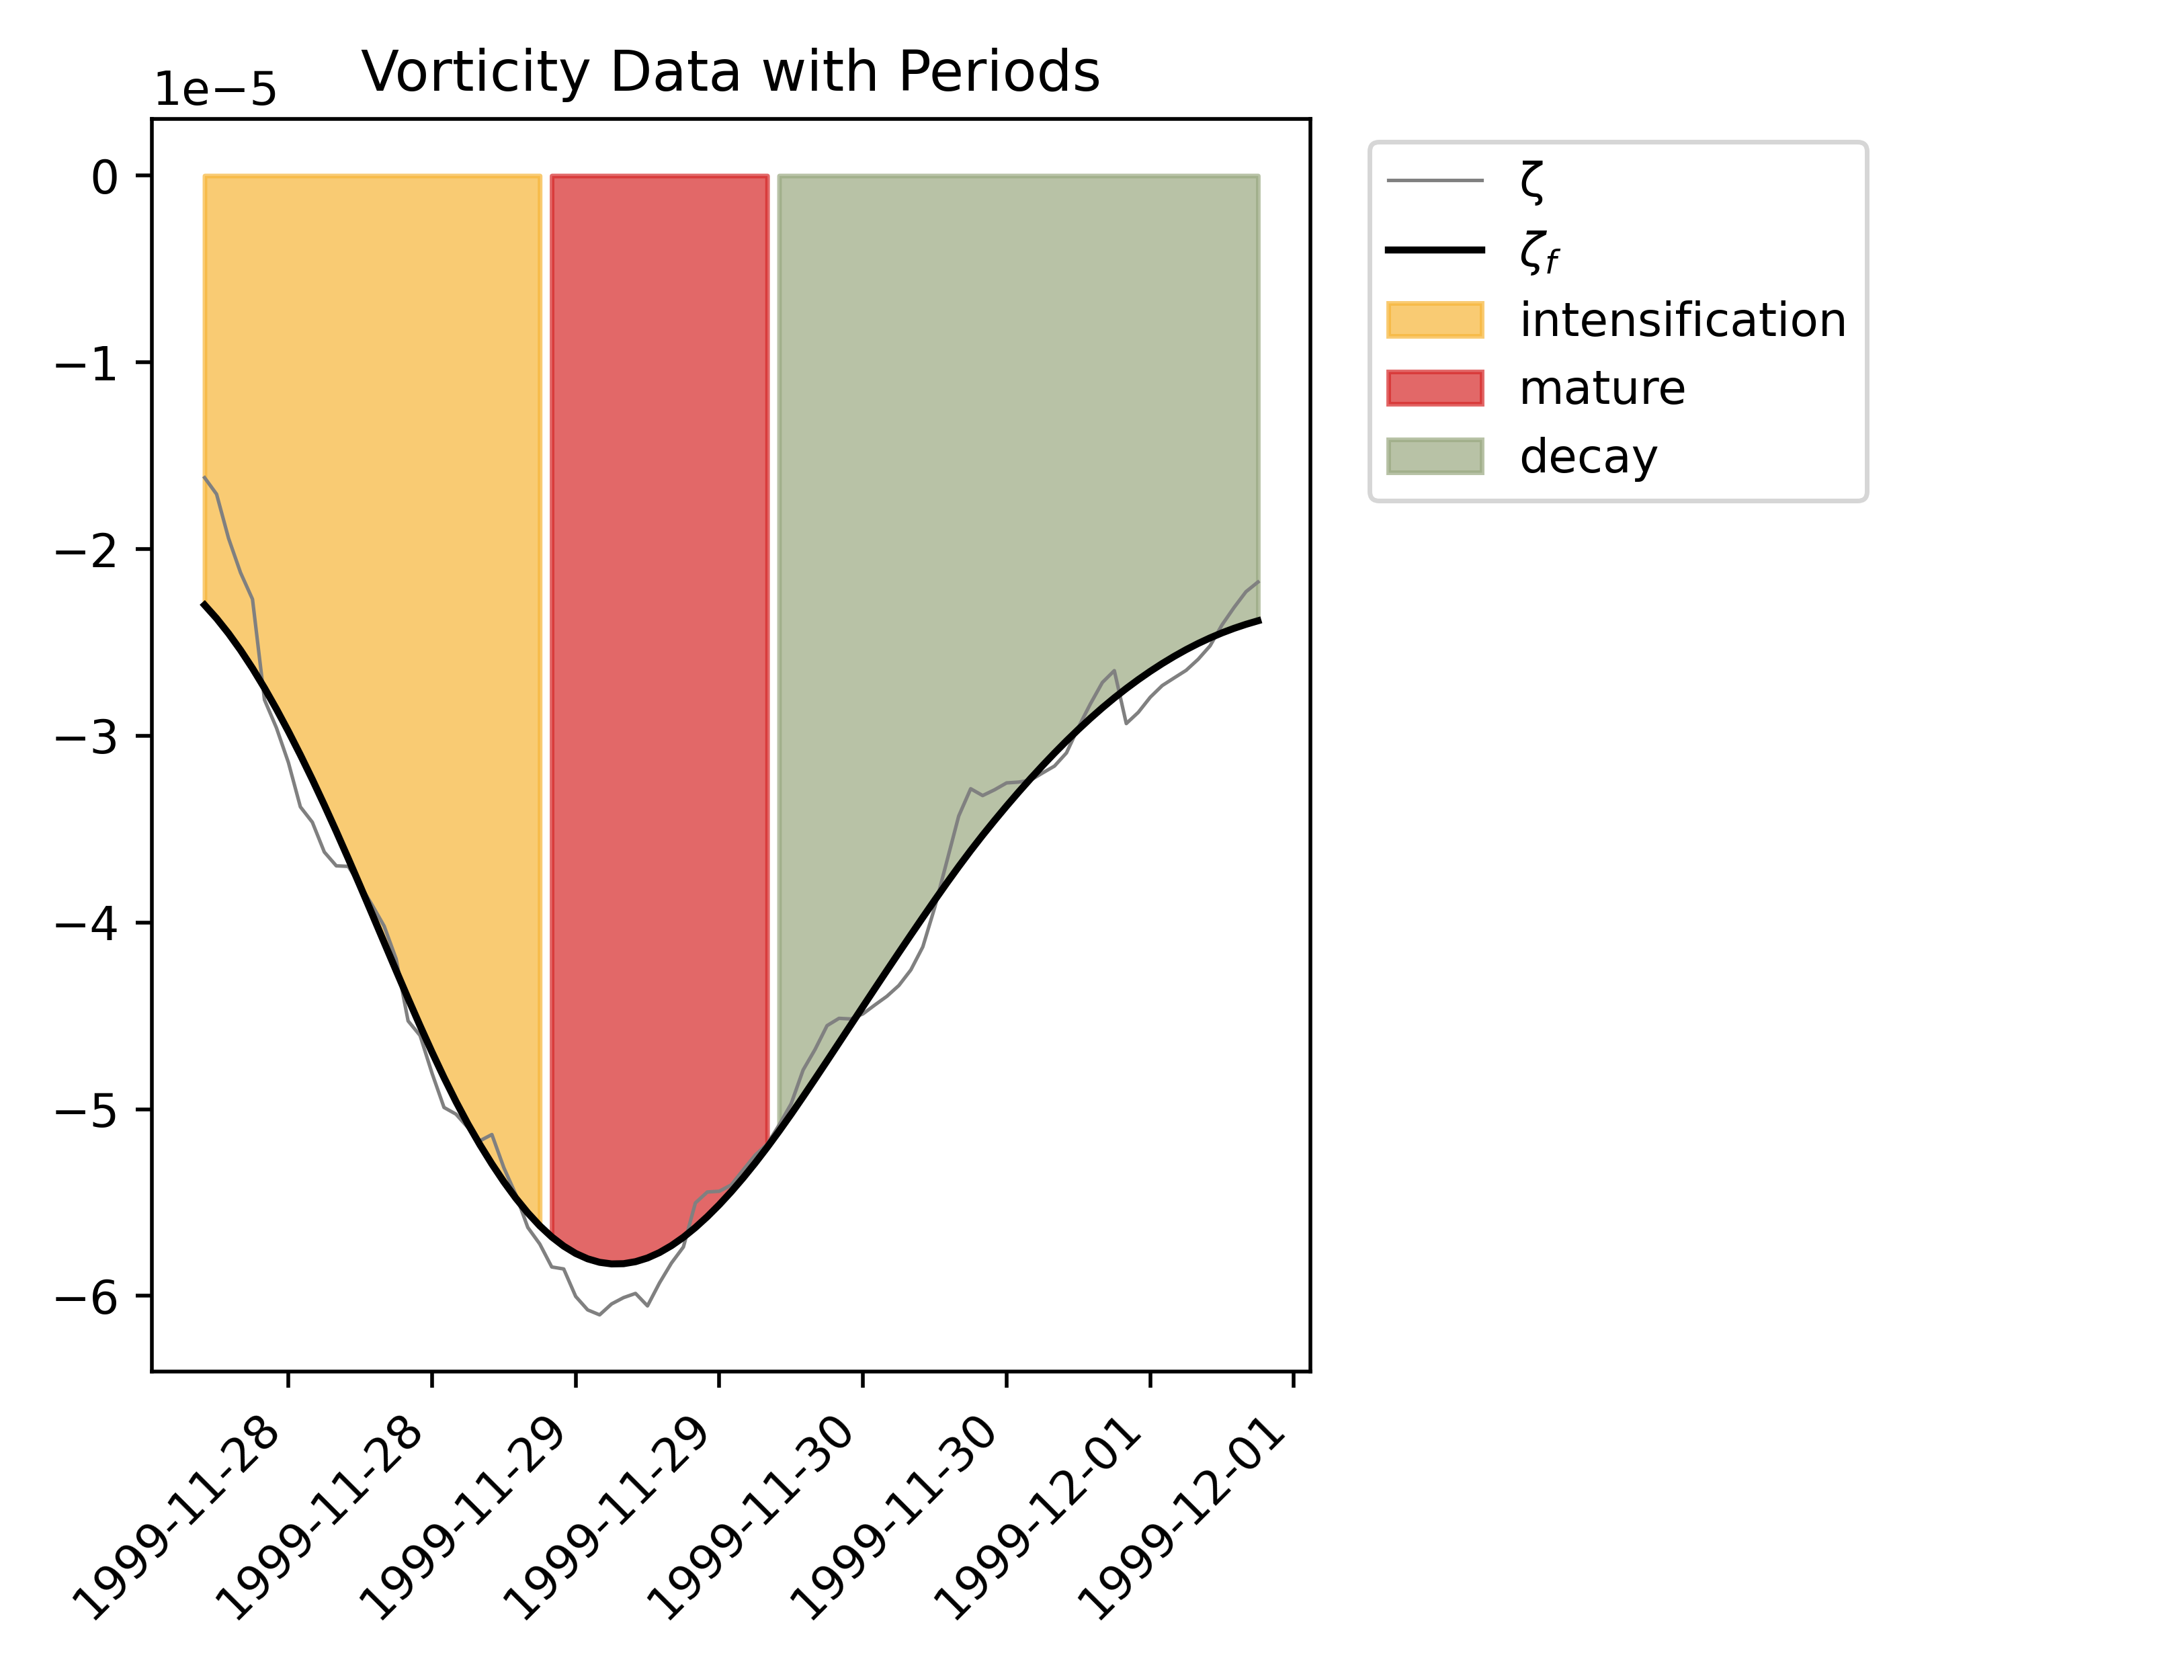 Vorticity Data with Periods
1e−5
0
−1
−2
−3
−4
−5
−6
1999-11-28
1999-11-28
1999-11-29
1999-11-29
1999-11-30
1999-11-30
1999-12-01
1999-12-01
ζ
ζf
intensification
mature
decay